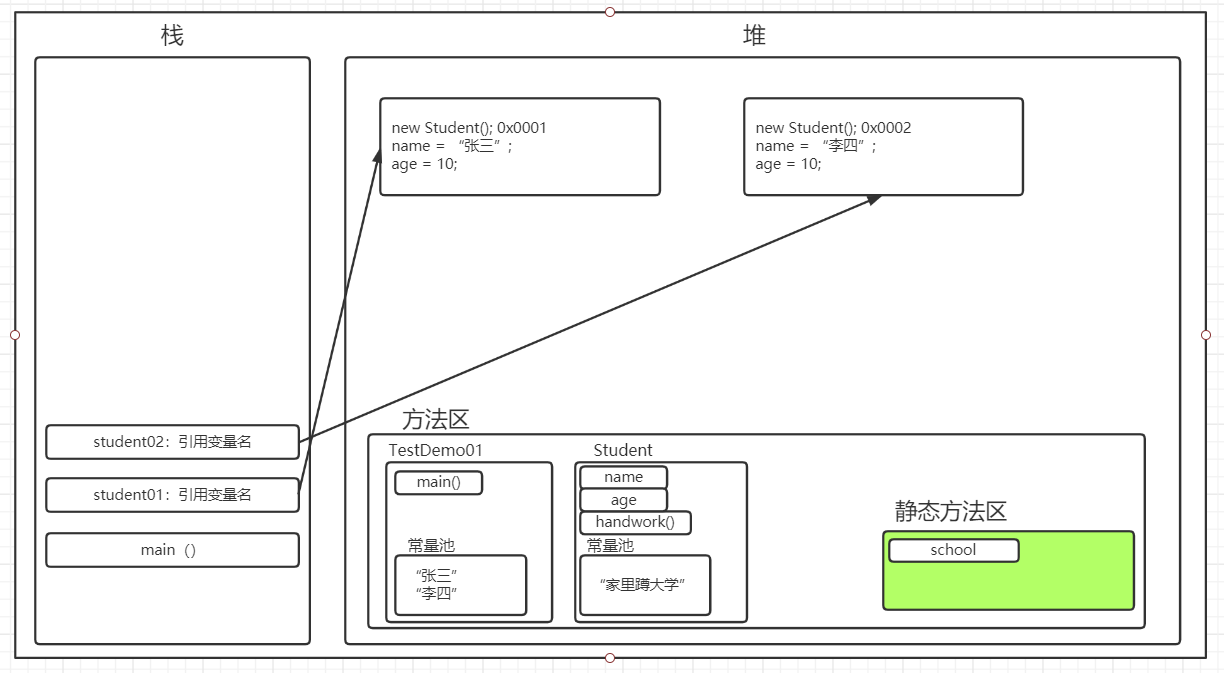 栈
堆
new Student(); 0x0001
name = “张三”;
age = 10;
new Student(); 0x0002
name = “李四”;
age = 10;
student02：引用变量名
student01：引用变量名
main（）
方法区
TestDemo01
main()
常量池
“张三”
“李四”
Student
name
age
handwork()
常量池
“家里蹲大学”
静态方法区
school